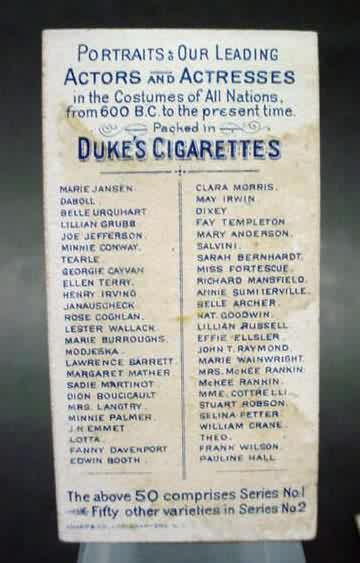 PORTRAITS OF OUR LEADING
ACTORS AND ACTRESSES
in the Costumes of All Nations,
from 600 B.C. to the present time.
Packed in
DUKE'S CIGARETTES
MARIE JANSEN.
DABOLL.
BELLE URQUHART
LILLIAN GRUBB
JOE JEFFERSON.
MINNIE CONWAY.
TEARLE.
GEORGIE CAYVAN
ELLEN TERRY.
HENRY IRVING
JANAUSCHECK.
ROSE COGHLAN.
LESTER WALLACK.
MARIE BURROUGHS.
MODJESKA.
LAWRENCE BARRETT.
MARGARET MATHER.
SADIE MARTINOT.
DION BOUCICAULT
MRS. LANGTRY.
MINNIE PALMER.
J.K EMMET
LOTTA.
FANNY DAVENPORT
EDWIN BOOTH.
CLARA MORRIS.
MAY IRWIN
DIXEY.
FAY TEMPLETON
MARY ANDERSON.
SALVINI.
SARAH BERNHARDT.
MISS FORTESCUE.
RICHARD MANSFIELD.
ANNIE SUMMERVILLE.
BELLE ARCHER.
NAT. GOODWIN.
LILLIAN RUSSELL.
EFFIE ELLSLER.
JOHN T. RAYMOND.
MARIE WAINWRIGHT.
MRS. McKEE RANKIN.
McKEE RANKIN.
MME. COTTRELLI.
STUART ROBSON.
SELINA FETTER.
WILLIAM CRANE.
THEO.
FRANK WILSON.
PAULINE HALL.
The above 50 comprises Series No.1
Fifty other varieties in Series No 2